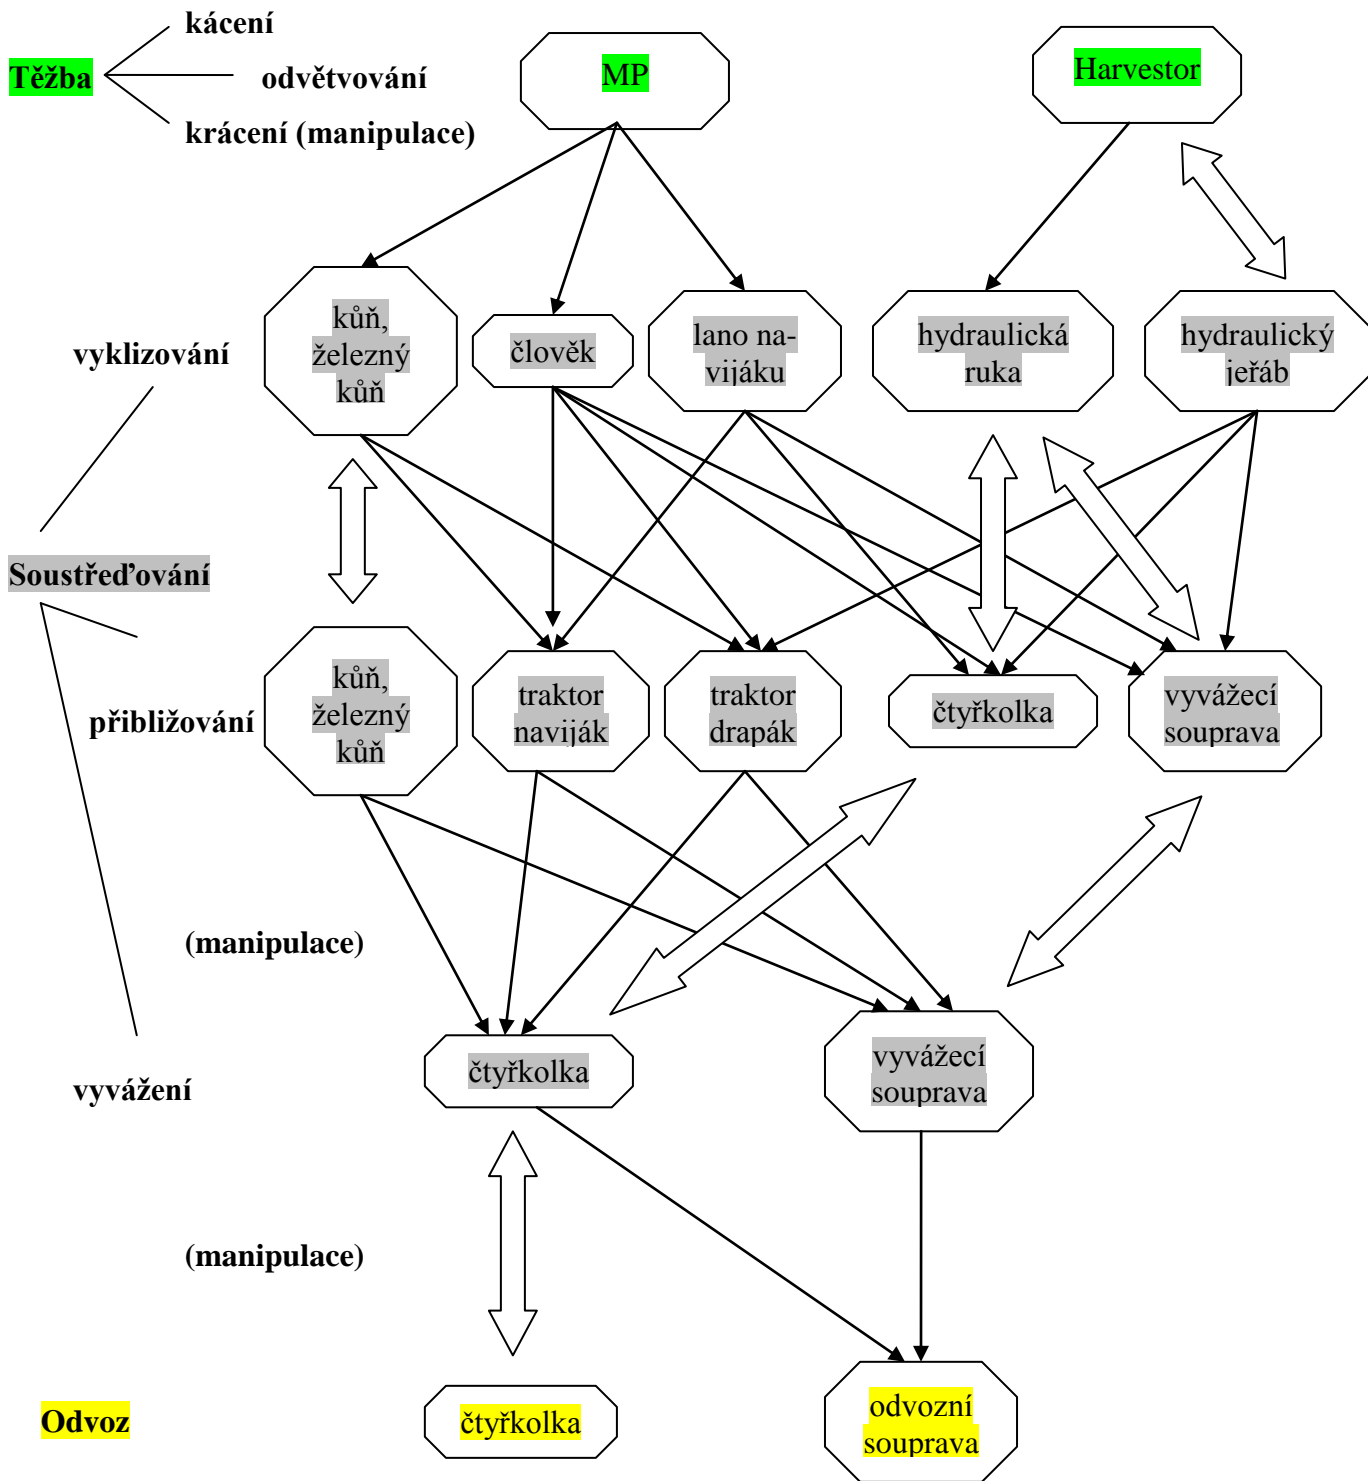 kácení
Těžba
odvětvování
krácení (manipulace)
MP
Harvestor
vyklizování
kůň,
železný
kůň
člověk
lano na-
vijáku
hydraulická
ruka
hydraulický
jeřáb
Soustřeďování
přibližování
kůň,
železný
kůň
traktor
naviják
traktor
drapák
čtyřkolka
vyvážecí
souprava
(manipulace)
vyvážení
čtyřkolka
vyvážecí
souprava
(manipulace)
Odvoz
čtyřkolka
odvozní
souprava